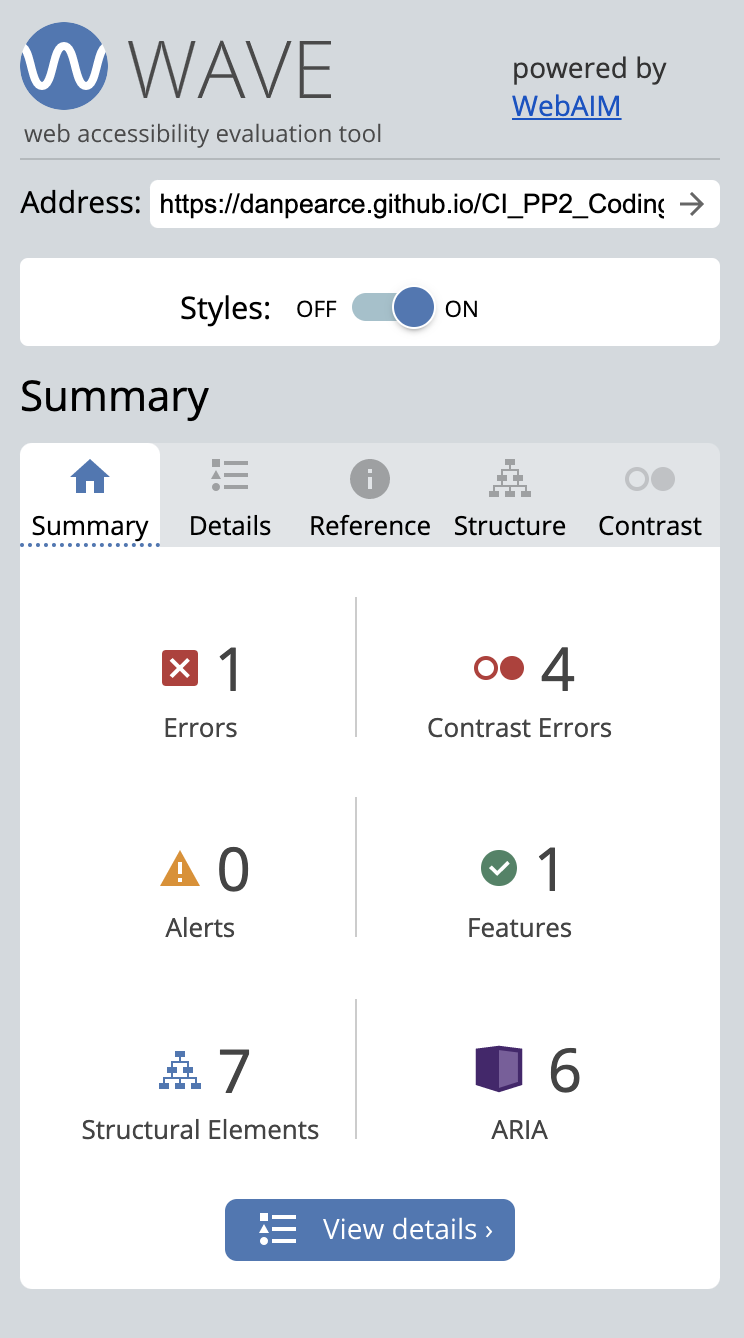 WAVE
powered by
WebAIM
web accessibility evaluation tool
Address: https://danpearce.github.io/CI_PP2_Coding
Styles: OFF ON
Summary
Summary Details Reference Structure Contrast
1 4
Errors Contrast Errors
0 1
Alerts Features
7 6
Structural Elements ARIA
View details ›